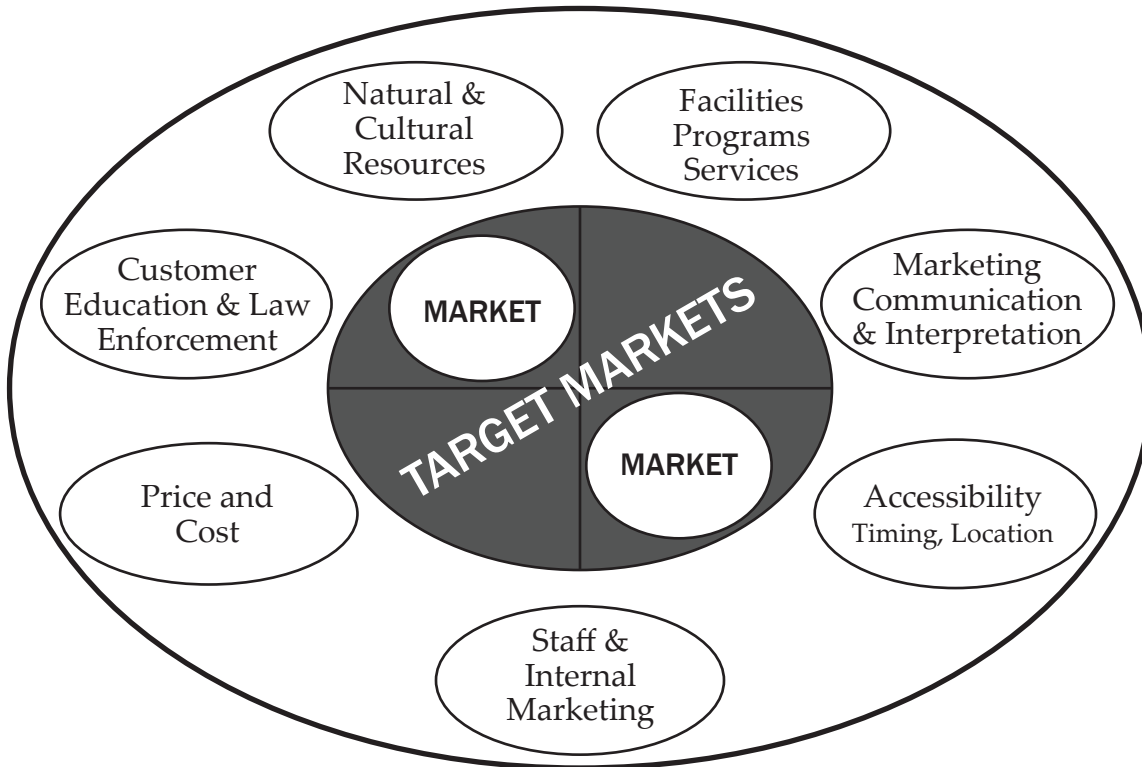 Natural &
Cultural
Resources
Facilities
Programs
Services
Customer
Education & Law
Enforcement
MARKET
TARGET MARKETS
Marketing
Communication
& Interpretation
MARKET
Price and
Cost
Accessibility
Timing, Location
Staff &
Internal
Marketing